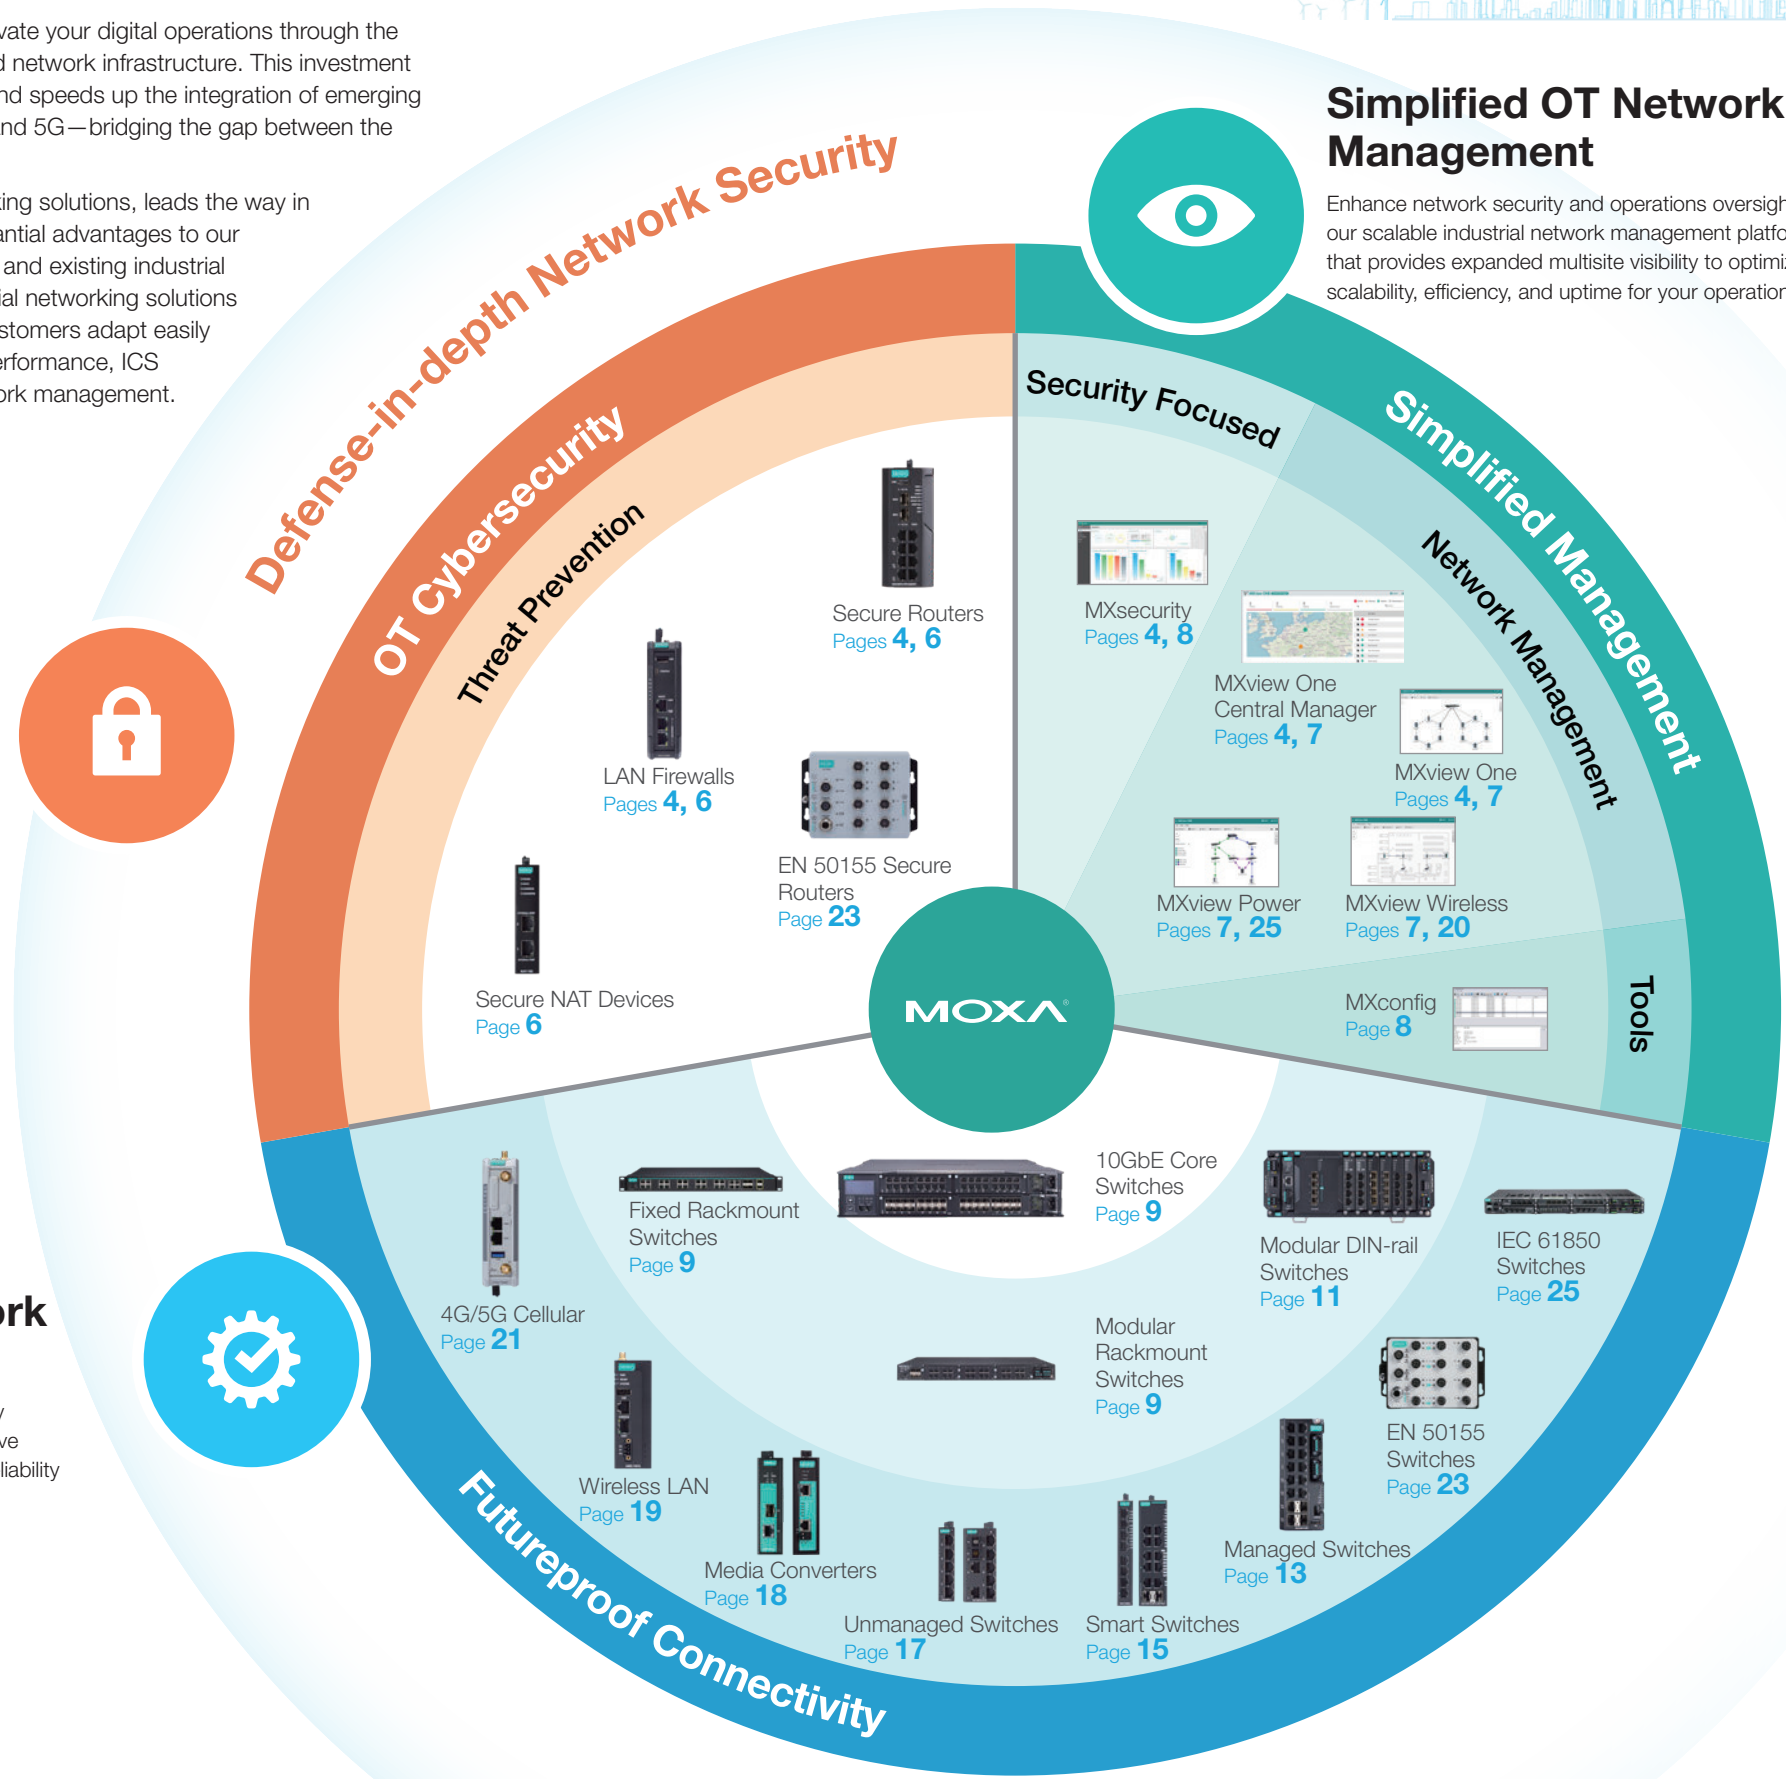 vate your digital operations through the
d network infrastructure. This investment
nd speeds up the integration of emerging
and 5G—bridging the gap between the
king solutions, leads the way in
antial advantages to our
and existing industrial
ial networking solutions
ustomers adapt easily
erformance, ICS
ork management.
Simplified OT Network
Management
Enhance network security and operations oversigh
our scalable industrial network management platfo
that provides expanded multisite visibility to optimiz
scalability, efficiency, and uptime for your operation
Defense-in-depth Network Security
OT Cybersecurity
Threat Prevention
Secure Routers
Pages 4, 6
LAN Firewalls
Pages 4, 6
EN 50155 Secure
Routers
Page 23
Secure NAT Devices
Page 6
Simplified Management
Security Focused
MXsecurity
Pages 4, 8
Network Management
MXview One
Central Manager
Pages 4, 7
MXview One
Pages 4, 7
MXview Power
Pages 7, 25
MXview Wireless
Pages 7, 20
Tools
MXconfig
Page 8
MOXA®
10GbE Core
Switches
Page 9
Fixed Rackmount
Switches
Page 9
Modular DIN-rail
Switches
Page 11
IEC 61850
Switches
Page 25
4G/5G Cellular
Page 21
Modular
Rackmount
Switches
Page 9
EN 50155
Switches
Page 23
Wireless LAN
Page 19
Media Converters
Page 18
Managed Switches
Page 13
Unmanaged Switches
Page 17
Smart Switches
Page 15
Futureproof Connectivity
ork
y
ve
liability